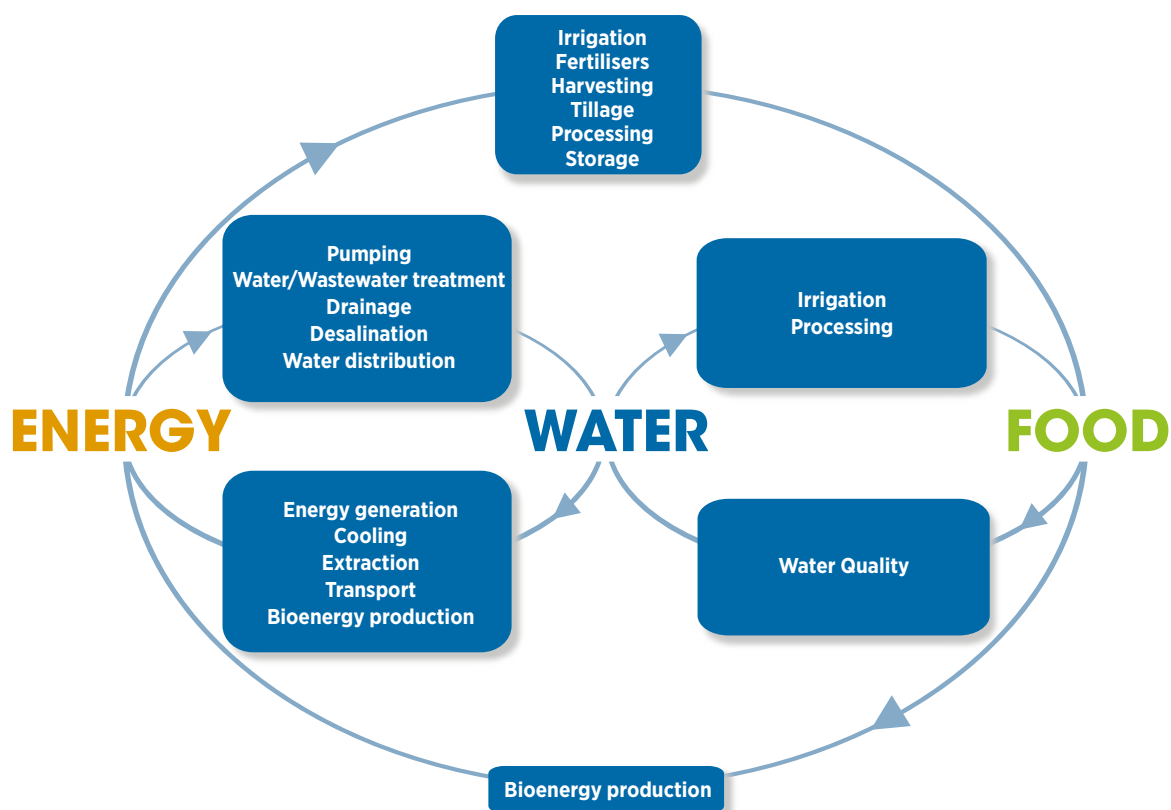 Irrigation
Fertilisers
Harvesting
Tillage
Processing
Storage
Pumping
Water/Wastewater treatment
Drainage
Desalination
Water distribution
Irrigation
Processing
ENERGY
WATER
FOOD
Energy generation
Cooling
Extraction
Transport
Bioenergy production
Water Quality
Bioenergy production